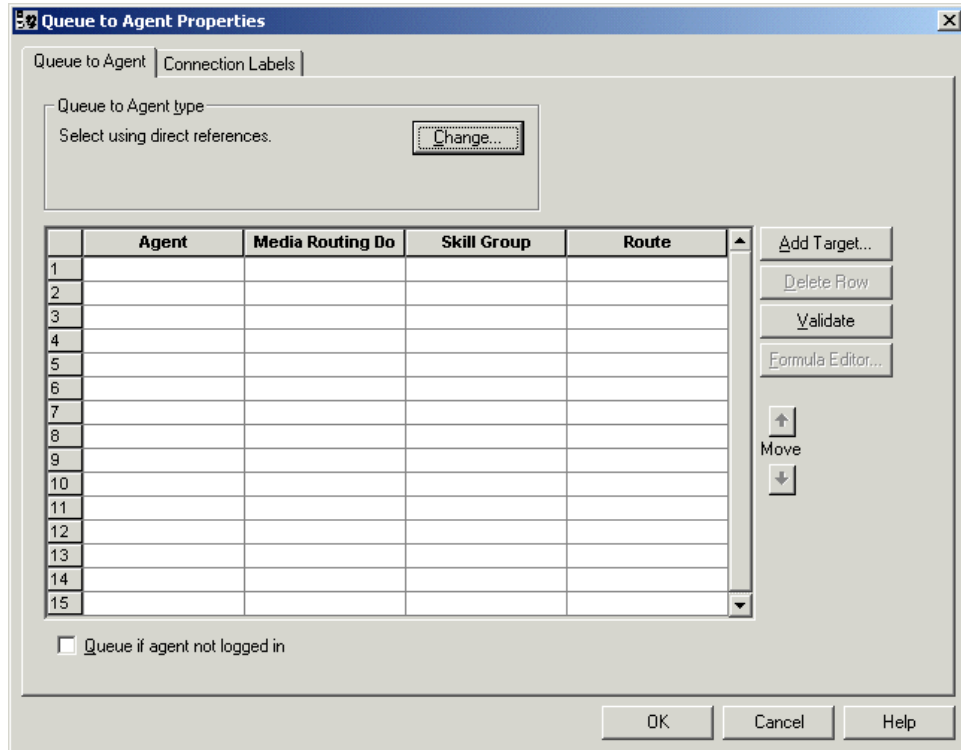 Queue to Agent Properties
Queue to Agent Connection Labels
Queue to Agent type
Select using direct references.
Change...
Agent Media Routing Do Skill Group Route
Add Target...
1
2
Delete Row
3
Validate
4
5
Formula Editor...
6
7
8
9
Move
10
11
12
13
14
15
Queue if agent not logged in
OK Cancel Help